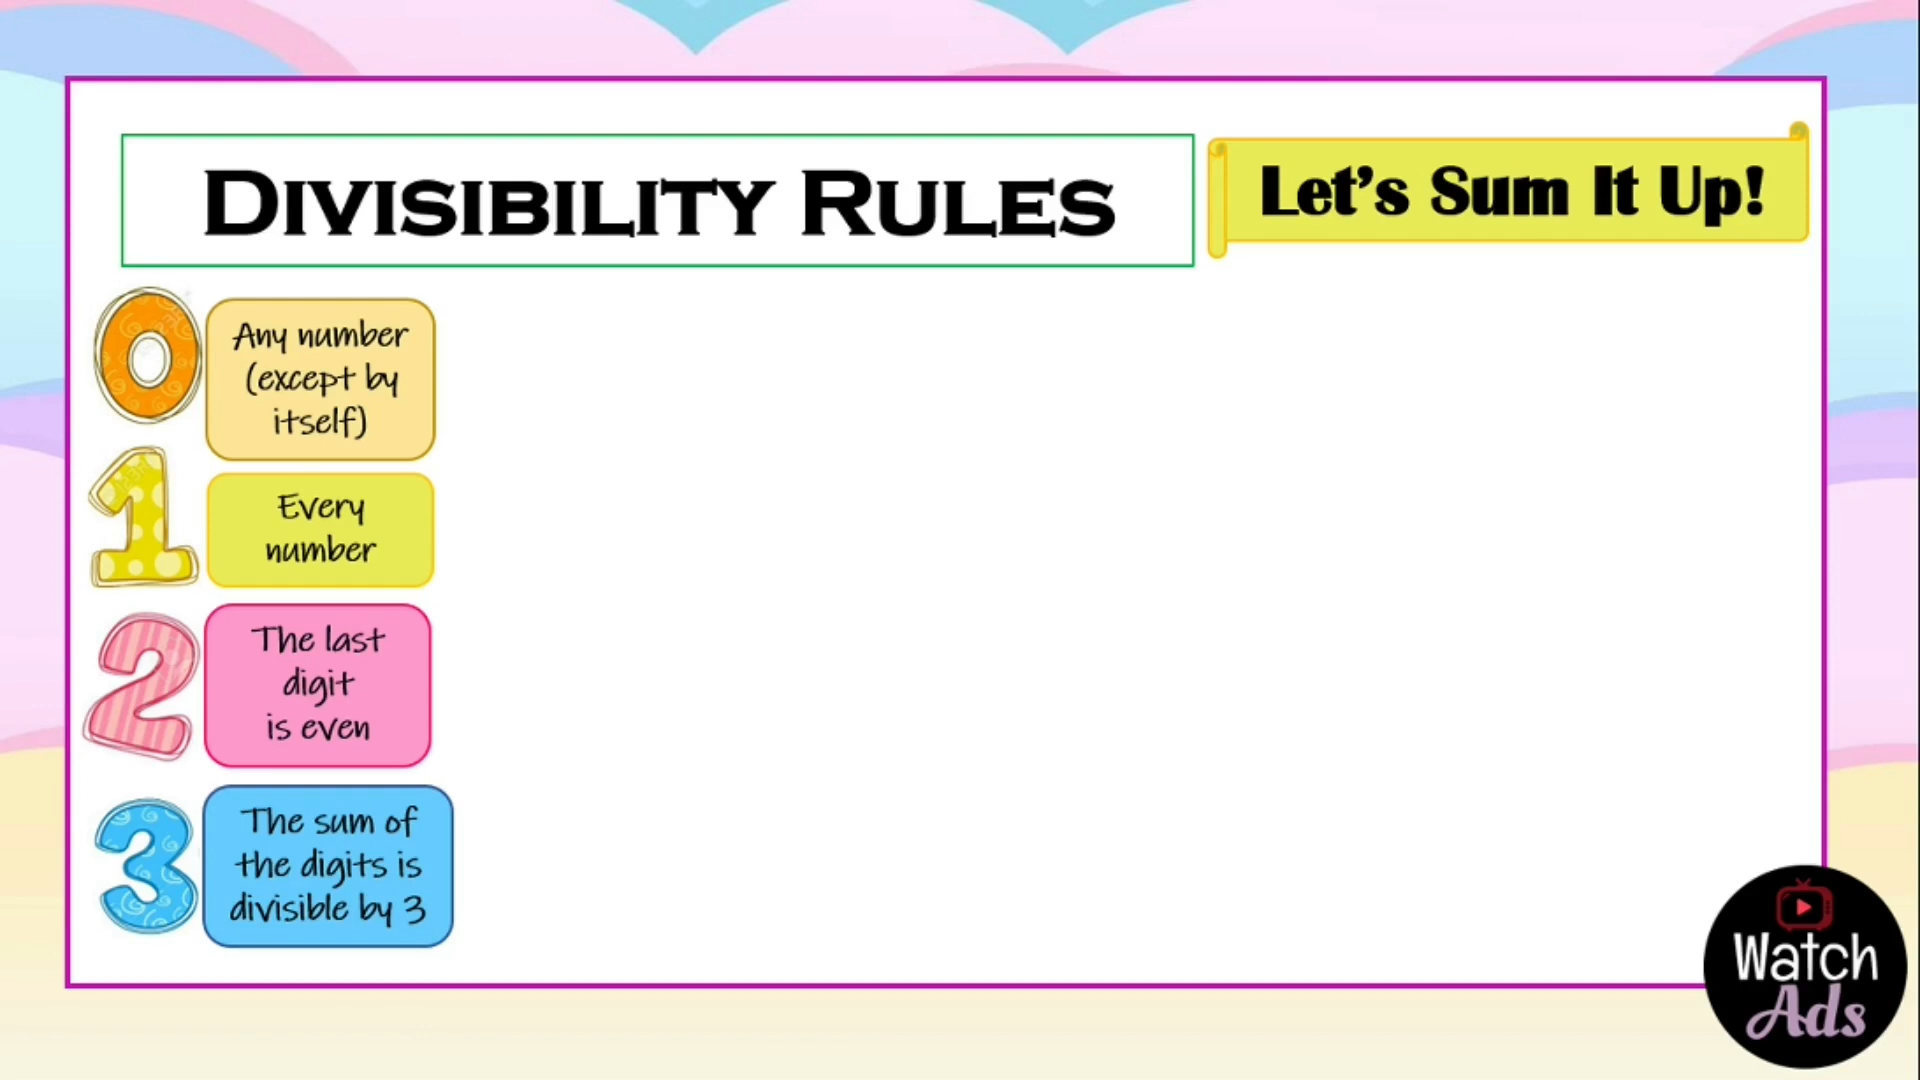 DIVISIBILITY RULES
Let's Sum It Up!
0
Any number
(except by
itself)
1
Every
number
2
The last
digit
is even
3
The sum of
the digits is
divisible by 3
Watch
Ads